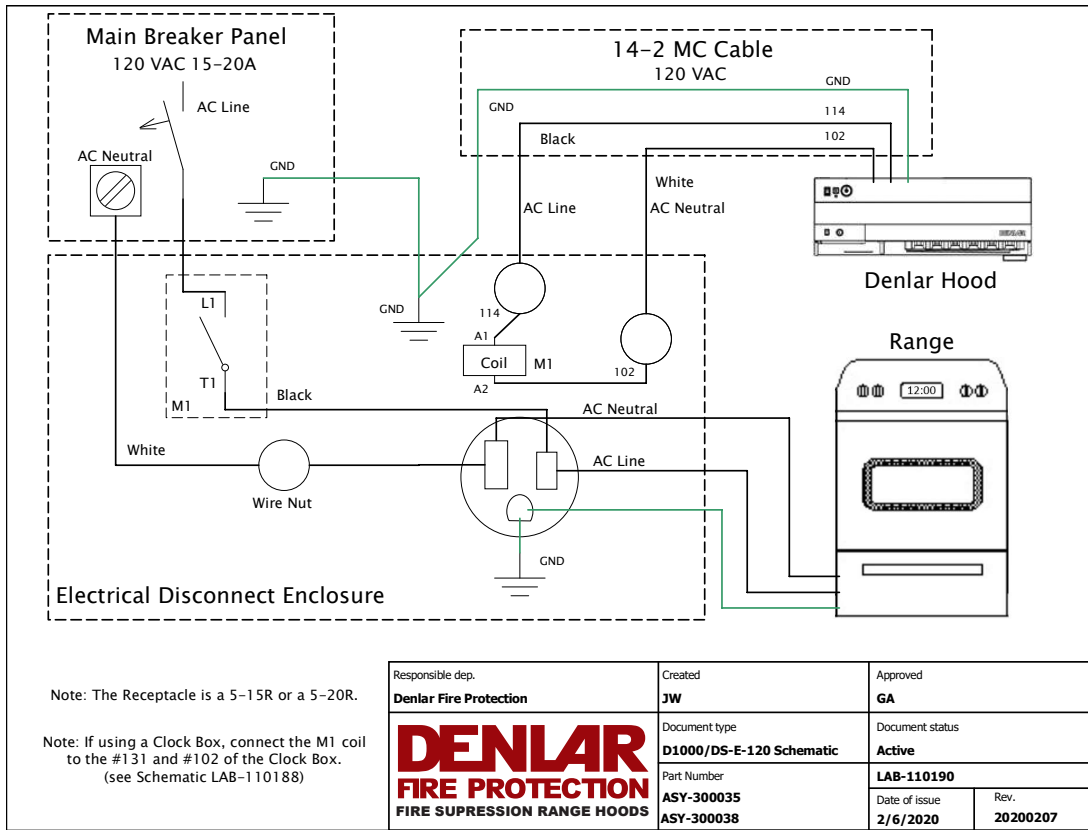 Main Breaker Panel
120 VAC 15-20A
AC Line
AC Neutral
GND
14-2 MC Cable
120 VAC
GND
GND
114
Black
102
White
AC Line
AC Neutral
DENLAR
Denlar Hood
L1
T1
M1
Black
GND
114
A1
Coil
M1
A2
102
Range
12:00
AC Neutral
White
AC Line
Wire Nut
GND
Electrical Disconnect Enclosure
Note: The Receptacle is a 5-15R or a 5-20R.
Note: If using a Clock Box, connect the M1 coil
to the #131 and #102 of the Clock Box.
(see Schematic LAB-110188)
Responsible dep.
Denlar Fire Protection
Created
JW
Approved
GA
DENLAR
FIRE PROTECTION
FIRE SUPRESSION RANGE HOODS
Document type
D1000/DS-E-120 Schematic
Document status
Active
Part Number
ASY-300035
ASY-300038
LAB-110190
Date of issue
2/6/2020
Rev.
20200207